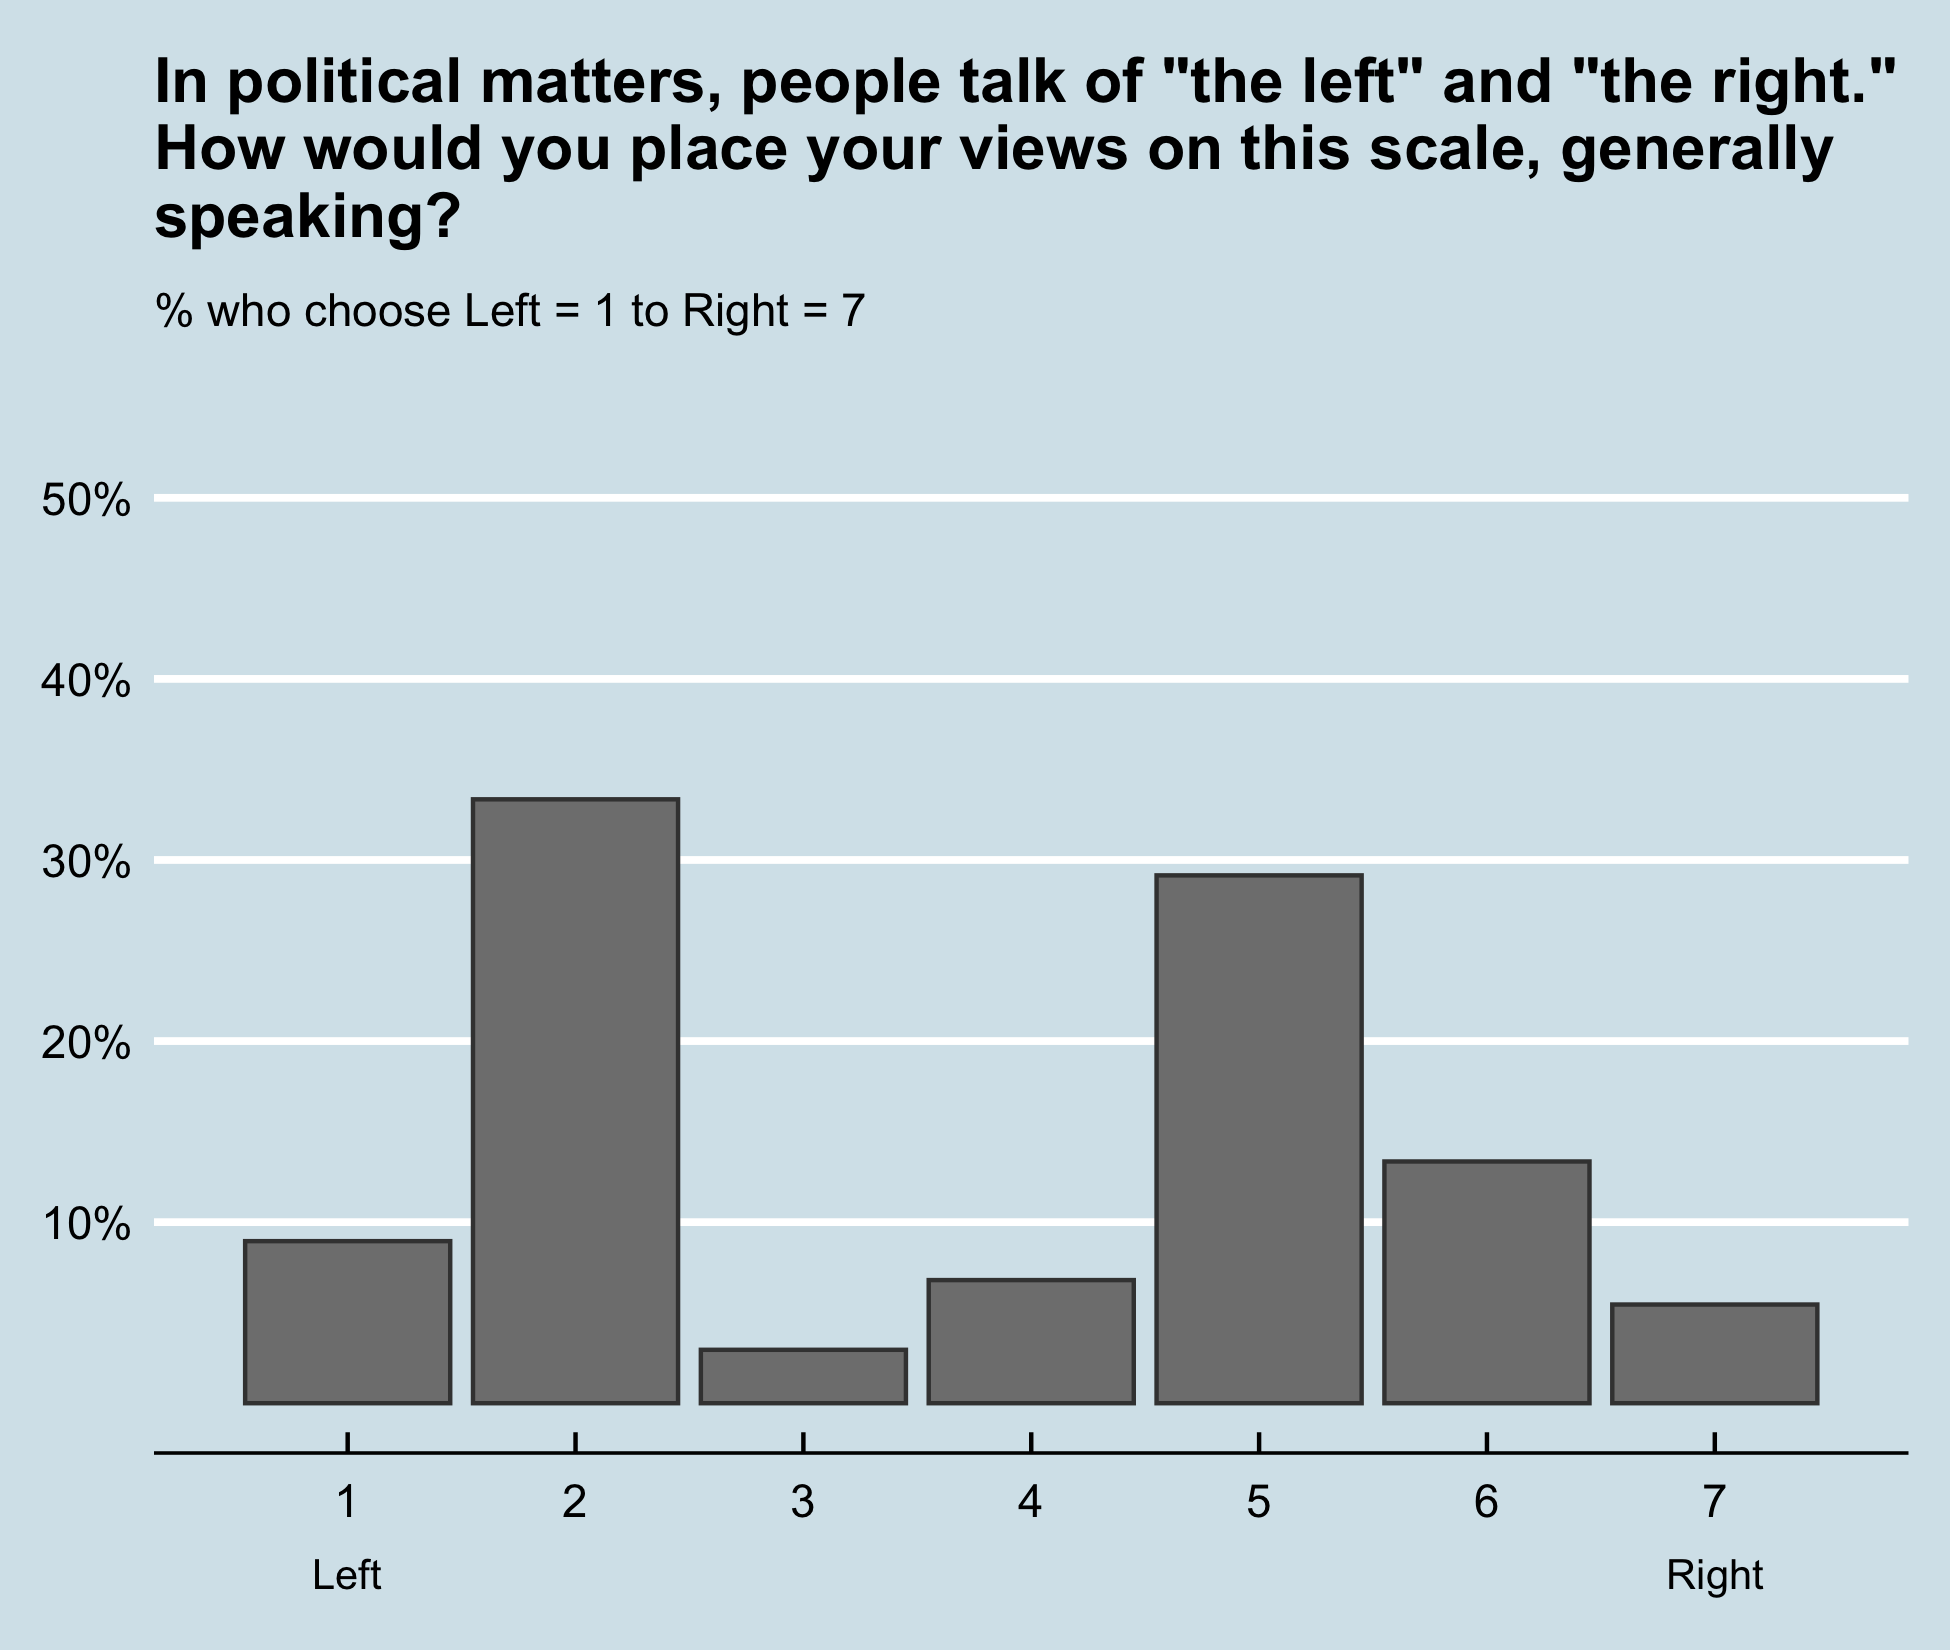 In political matters, people talk of "the left" and "the right."
How would you place your views on this scale, generally
speaking?
% who choose Left = 1 to Right = 7
50%
40%
30%
20%
10%
1 2 3 4 5 6 7
Left Right